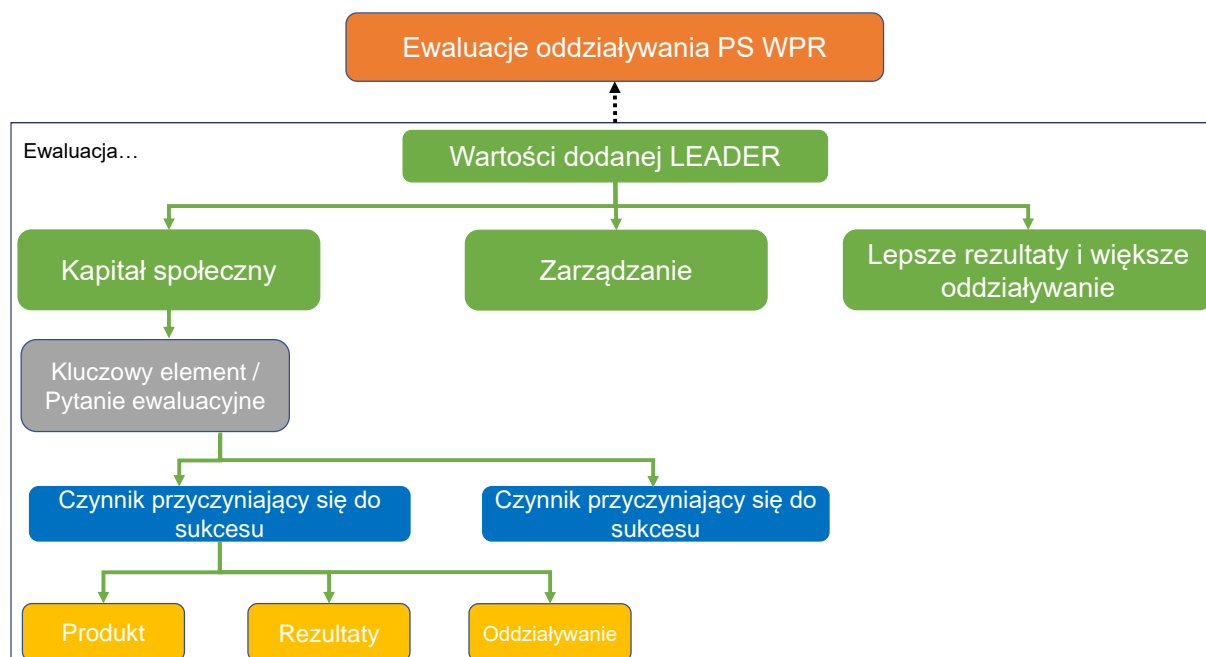 Ewaluacje oddziaływania PS WPR
Ewaluacja…
Wartości dodanej LEADER
Kapitał społeczny
Zarządzanie
Lepsze rezultaty i większe
oddziaływanie
Kluczowy element /
Pytanie ewaluacyjne
Czynnik przyczyniający się do
sukcesu
Czynnik przyczyniający się do
sukcesu
Produkt
Rezultaty
Oddziaływanie